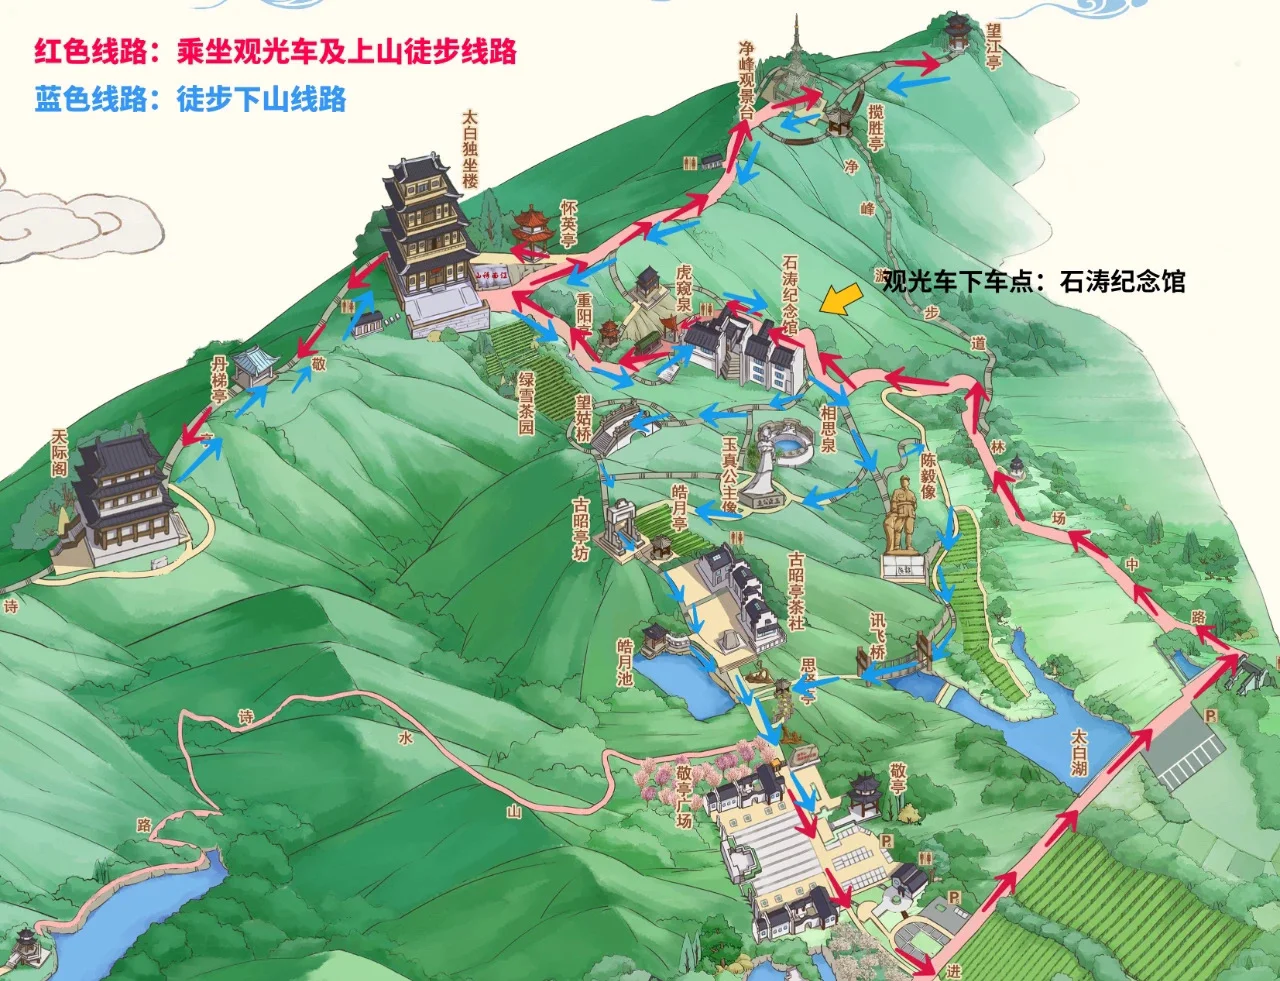 红色线路：乘坐观光车及上山徒步线路
蓝色线路：徒步下山线路
望江亭
净峰观景台
揽胜亭
太白独坐楼
净峰游步道
怀英亭
江南诗山
虎窥泉
石涛纪念馆
观光车下车点：石涛纪念馆
重阳亭
丹梯亭
敬亭
绿雪茶园
望姑桥
相思泉
天际阁
玉真公主像
陈毅像
林场中路
古昭亭坊
皓月亭
古昭亭茶社
讯飞桥
皓月池
思贤亭
太白湖
P
敬亭广场
敬亭
P
P
诗
诗水山路
进